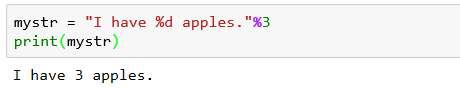 mystr = "I have %d apples."%3
print(mystr)
I have 3 apples.